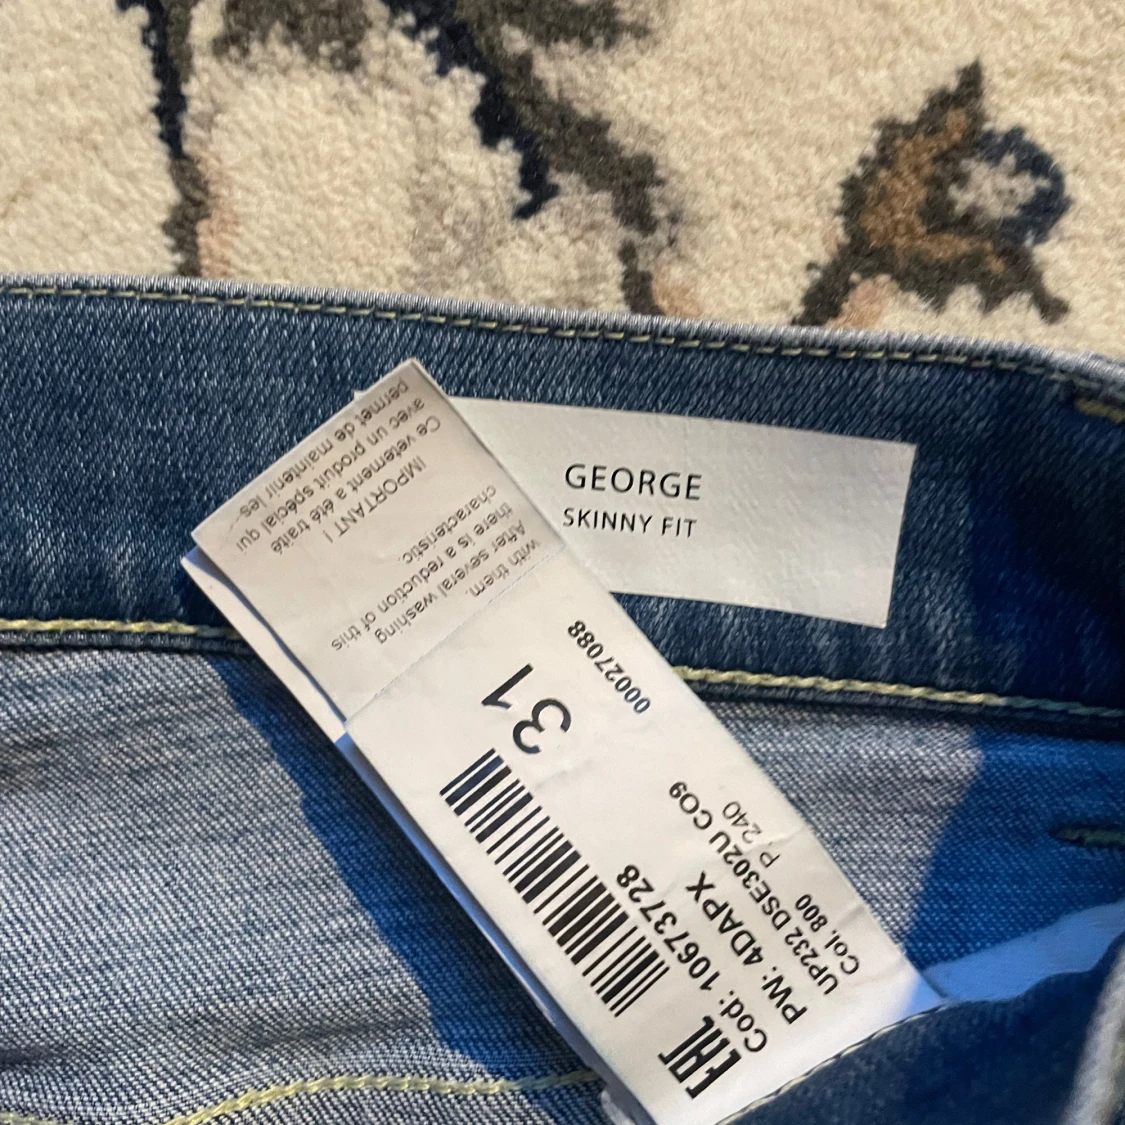 GEORGE
SKINNY FIT
with them.
After several washing
there is a reduction of this
characteristic.
IMPORTANT !
Ce vêtement a été traité
avec un produit spécial qui
permet de maintenir les
31
00027088
Cod: 10673728
PW: 4DAPX
UP232 DSE302U CO9
Col. 800 P. 240
EAC